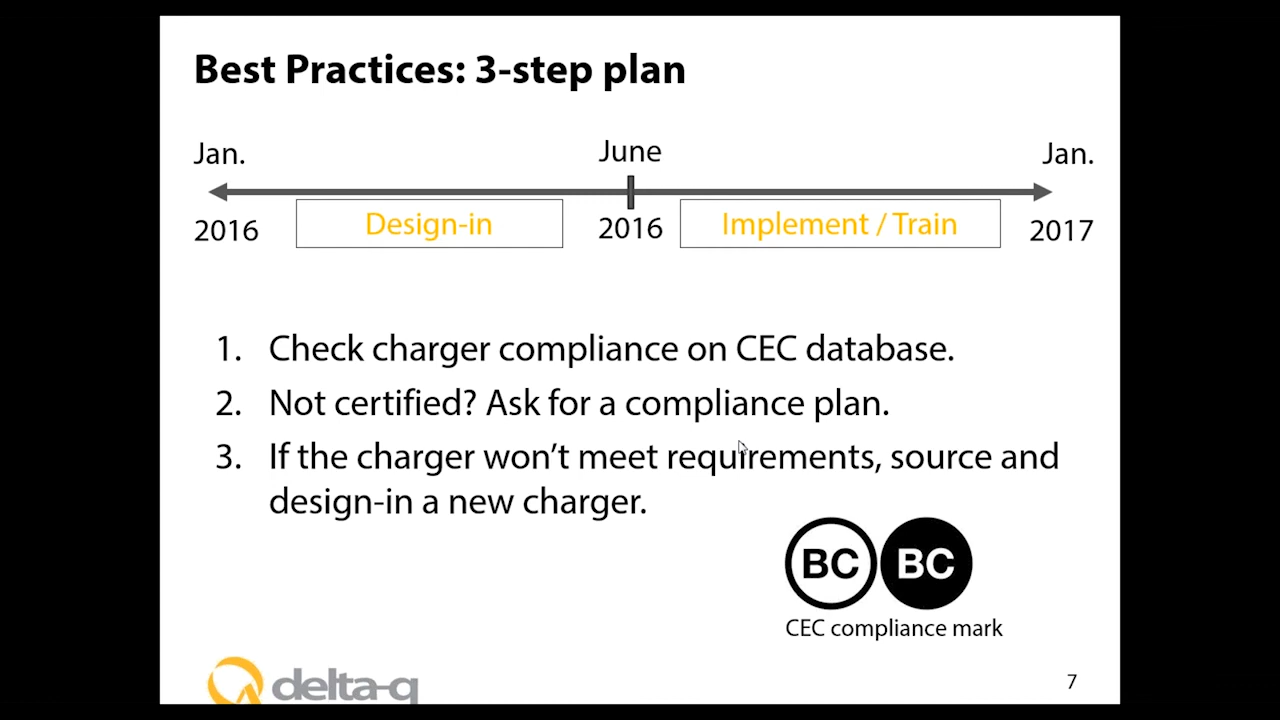 Best Practices: 3-step plan
Jan.
June
Jan.
2016
Design-in
2016
Implement / Train
2017
1. Check charger compliance on CEC database.
2. Not certified? Ask for a compliance plan.
3. If the charger won’t meet requirements, source and
design-in a new charger.
BC BC
CEC compliance mark
delta-q
7